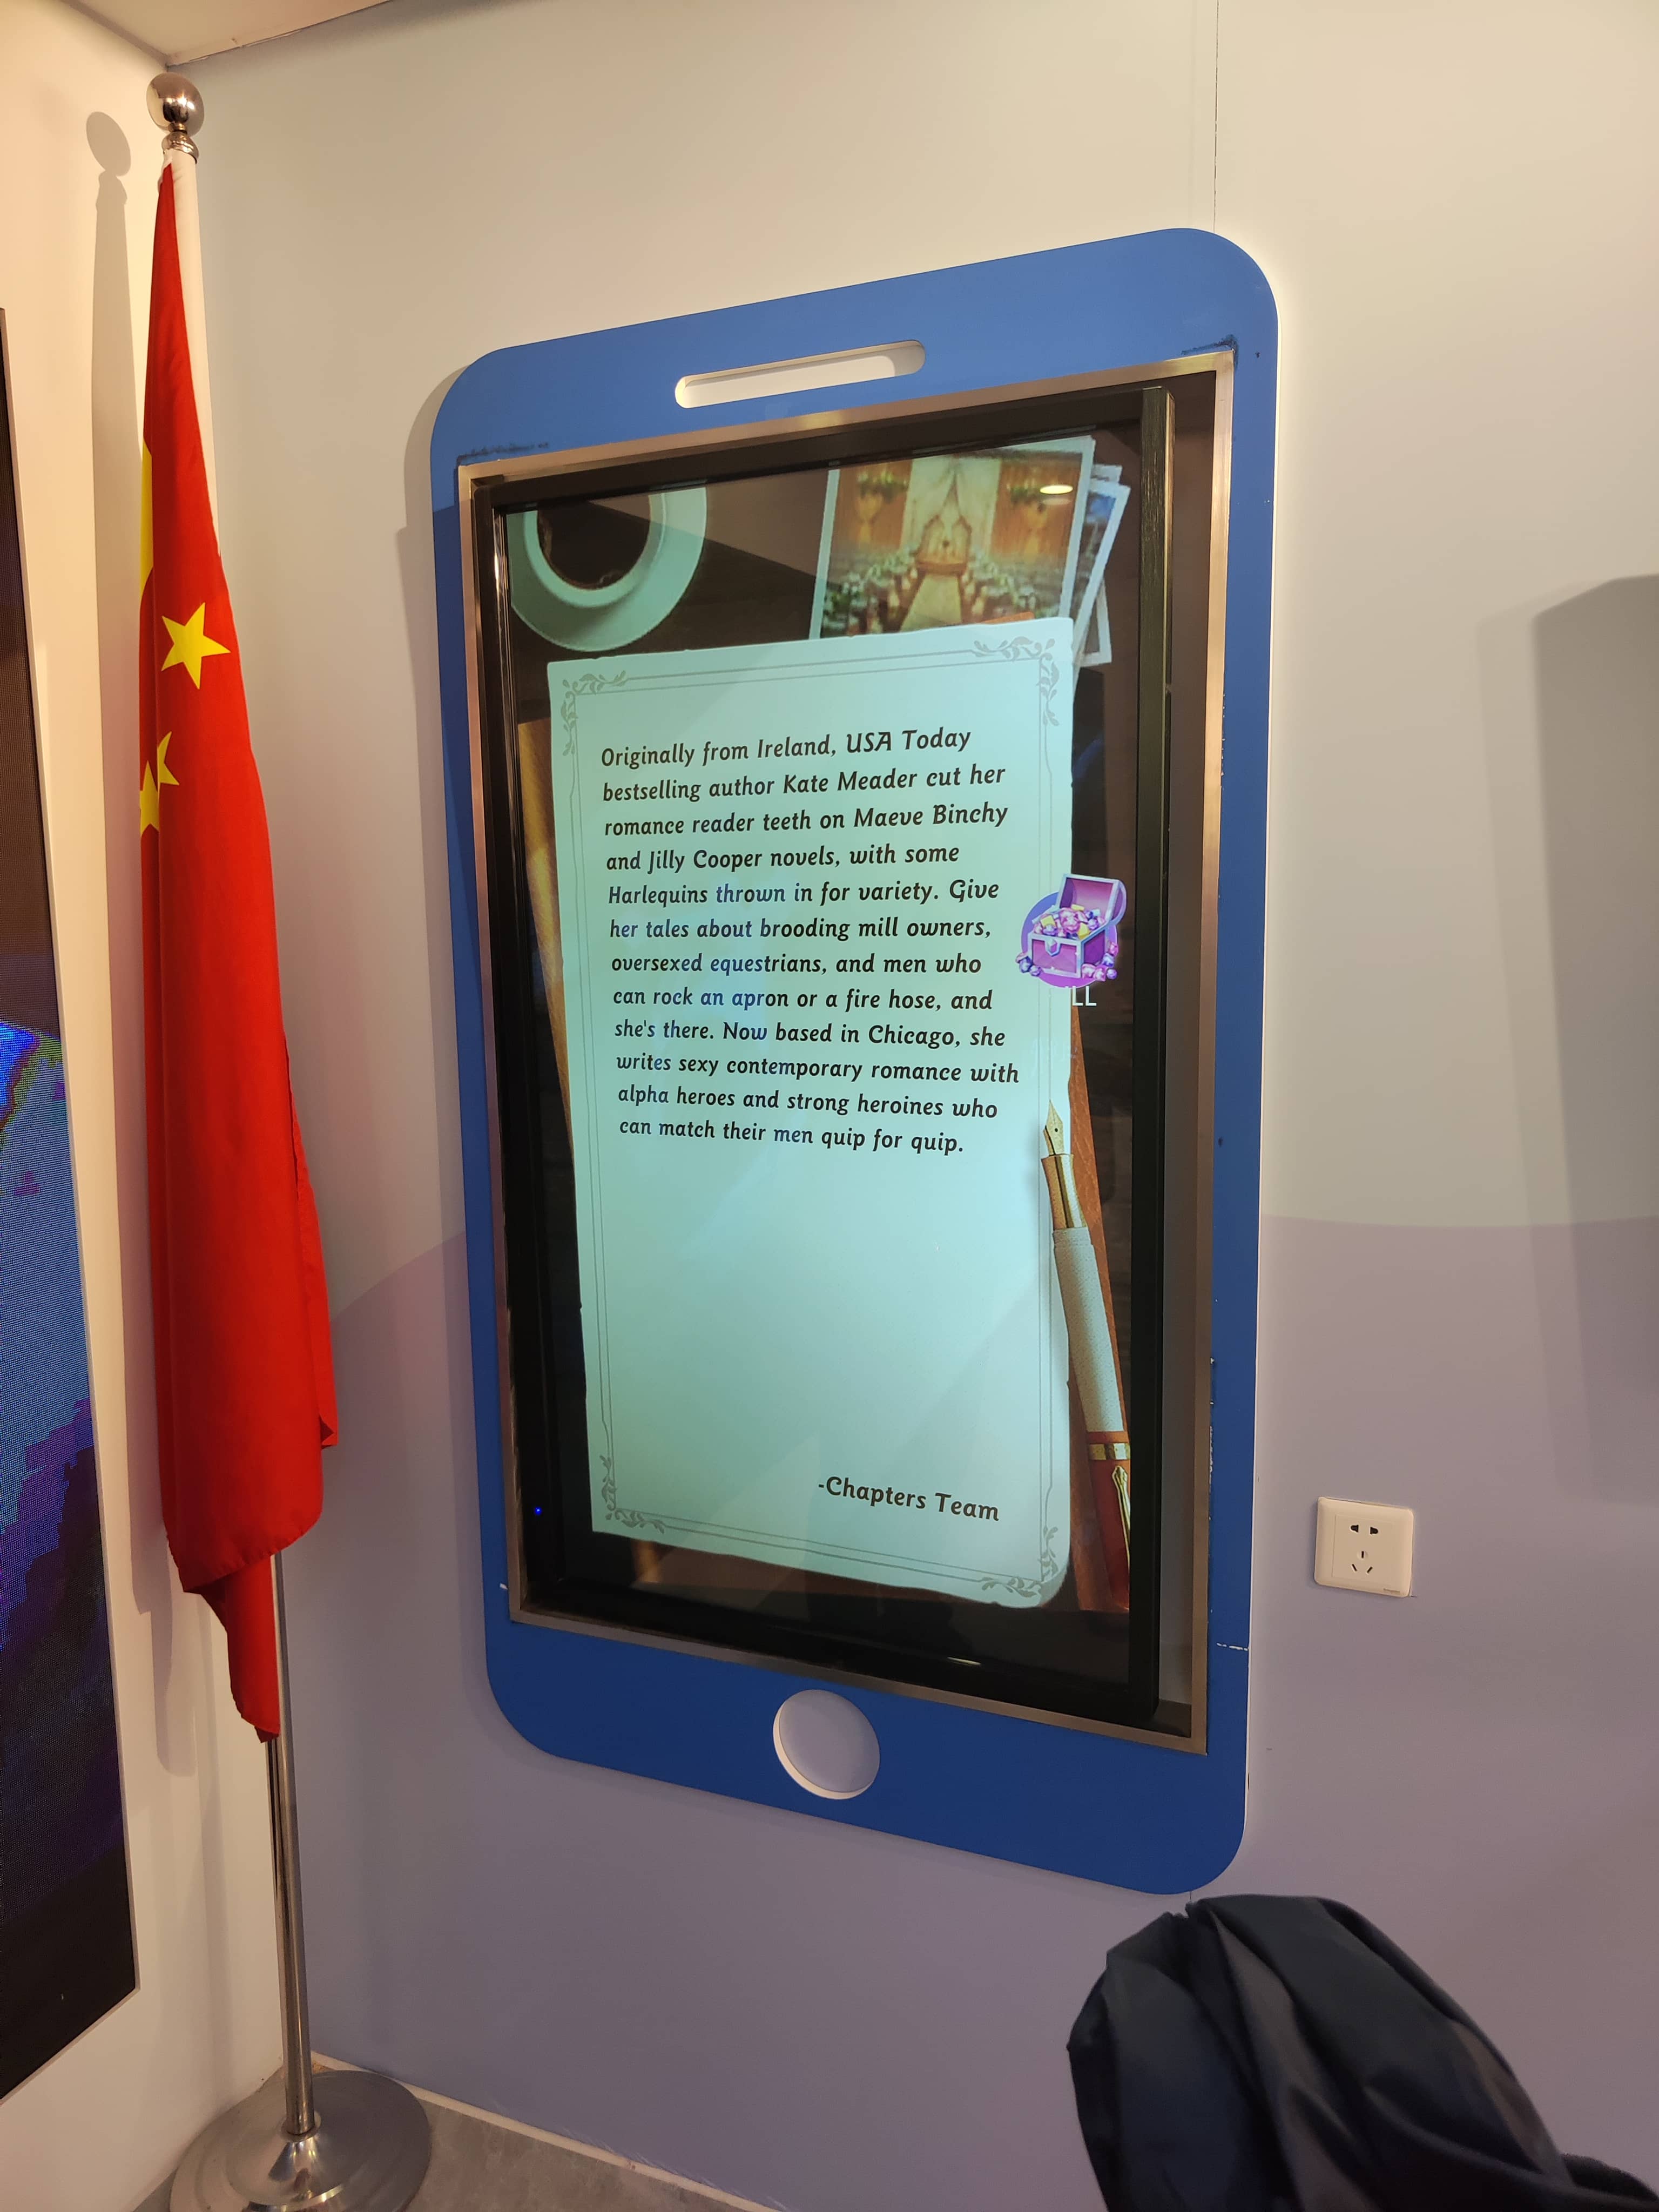 Originally from Ireland, USA Today
bestselling author Kate Meader cut her
romance reader teeth on Maeve Binchy
and Jilly Cooper novels, with some
Harlequins thrown in for variety. Give
her tales about brooding mill owners,
oversexed equestrians, and men who
can rock an apron or a fire hose, and
she's there. Now based in Chicago, she
writes sexy contemporary romance with
alpha heroes and strong heroines who
can match their men quip for quip.
LL
-Chapters Team